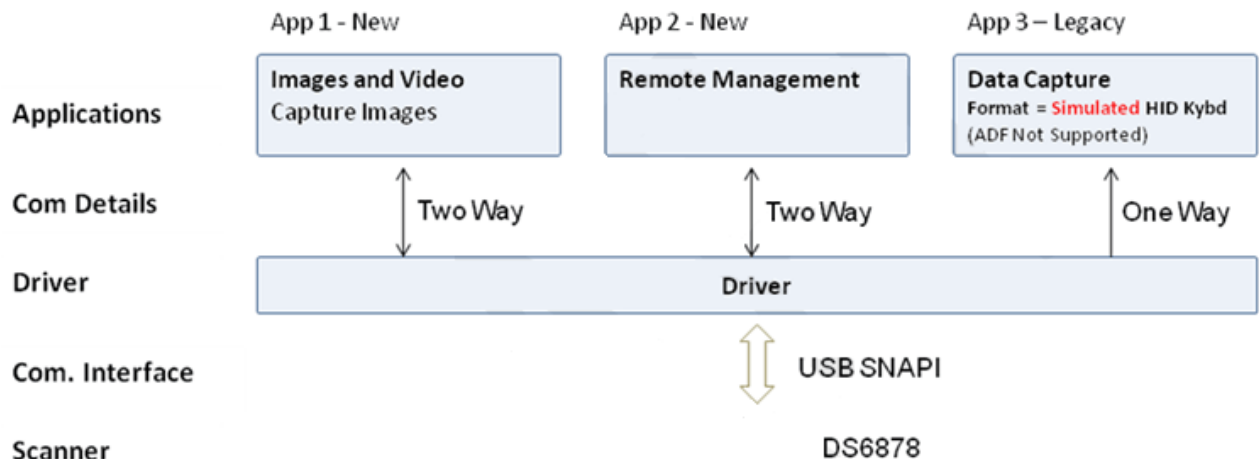 App 1 - New
App 2 - New
App 3 – Legacy
Applications
Images and Video
Capture Images
Remote Management
Data Capture
Format = Simulated HID Kybd
(ADF Not Supported)
Com Details
Two Way
Two Way
One Way
Driver
Driver
Com. Interface
USB SNAPI
Scanner
DS6878